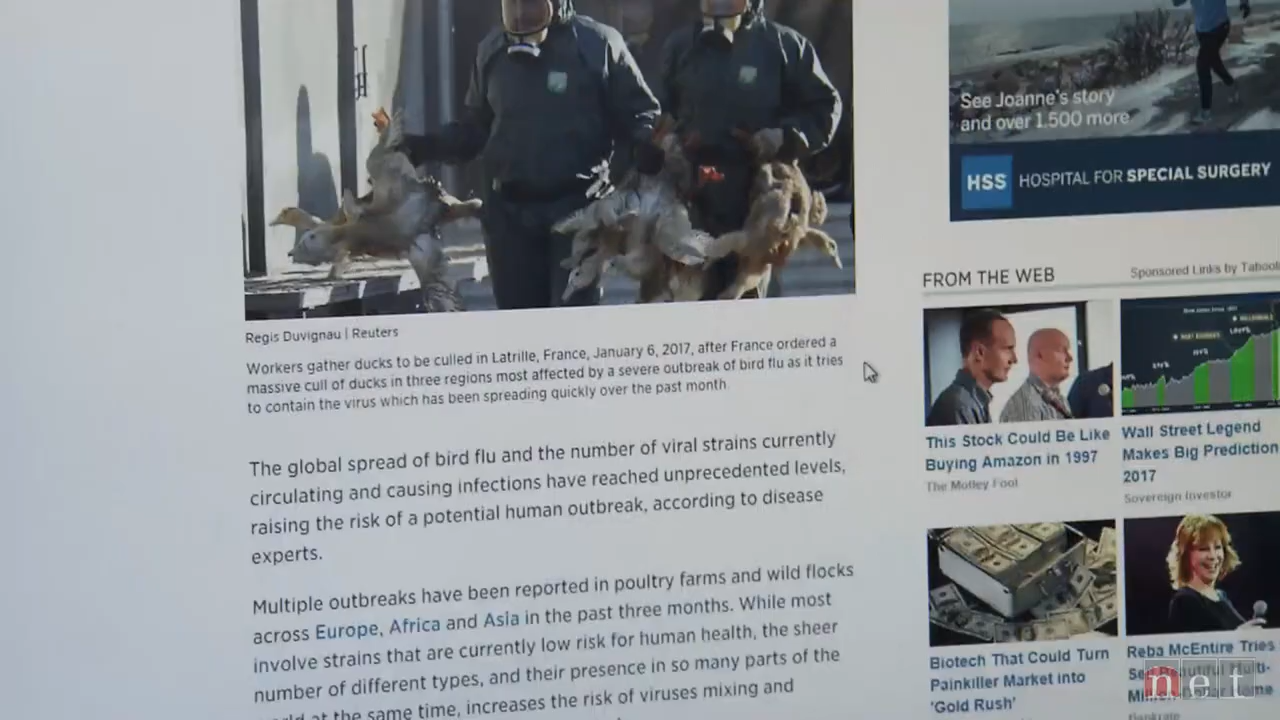 See Joanne's story
and over 1,500 more
HSS HOSPITAL FOR SPECIAL SURGERY
Regis Duvignau | Reuters
Workers gather ducks to be culled in Latrille, France, January 6, 2017, after France ordered a
massive cull of ducks in three regions most affected by a severe outbreak of bird flu as it tries
to contain the virus which has been spreading quickly over the past month.
The global spread of bird flu and the number of viral strains currently
circulating and causing infections have reached unprecedented levels,
raising the risk of a potential human outbreak, according to disease
experts.
Multiple outbreaks have been reported in poultry farms and wild flocks
across Europe, Africa and Asia in the past three months. While most
involve strains that are currently low risk for human health, the sheer
number of different types, and their presence in so many parts of the
at the same time, increases the risk of viruses mixing and
FROM THE WEB
Sponsored Links by
This Stock Could Be Like
Buying Amazon in 1997
The Motley Fool
Wall Street Legend
Makes Big Prediction
2017
Sovereign Investor
Biotech That Could Turn
Painkiller Market into
'Gold Rush'
Reba McEntire Tries
net